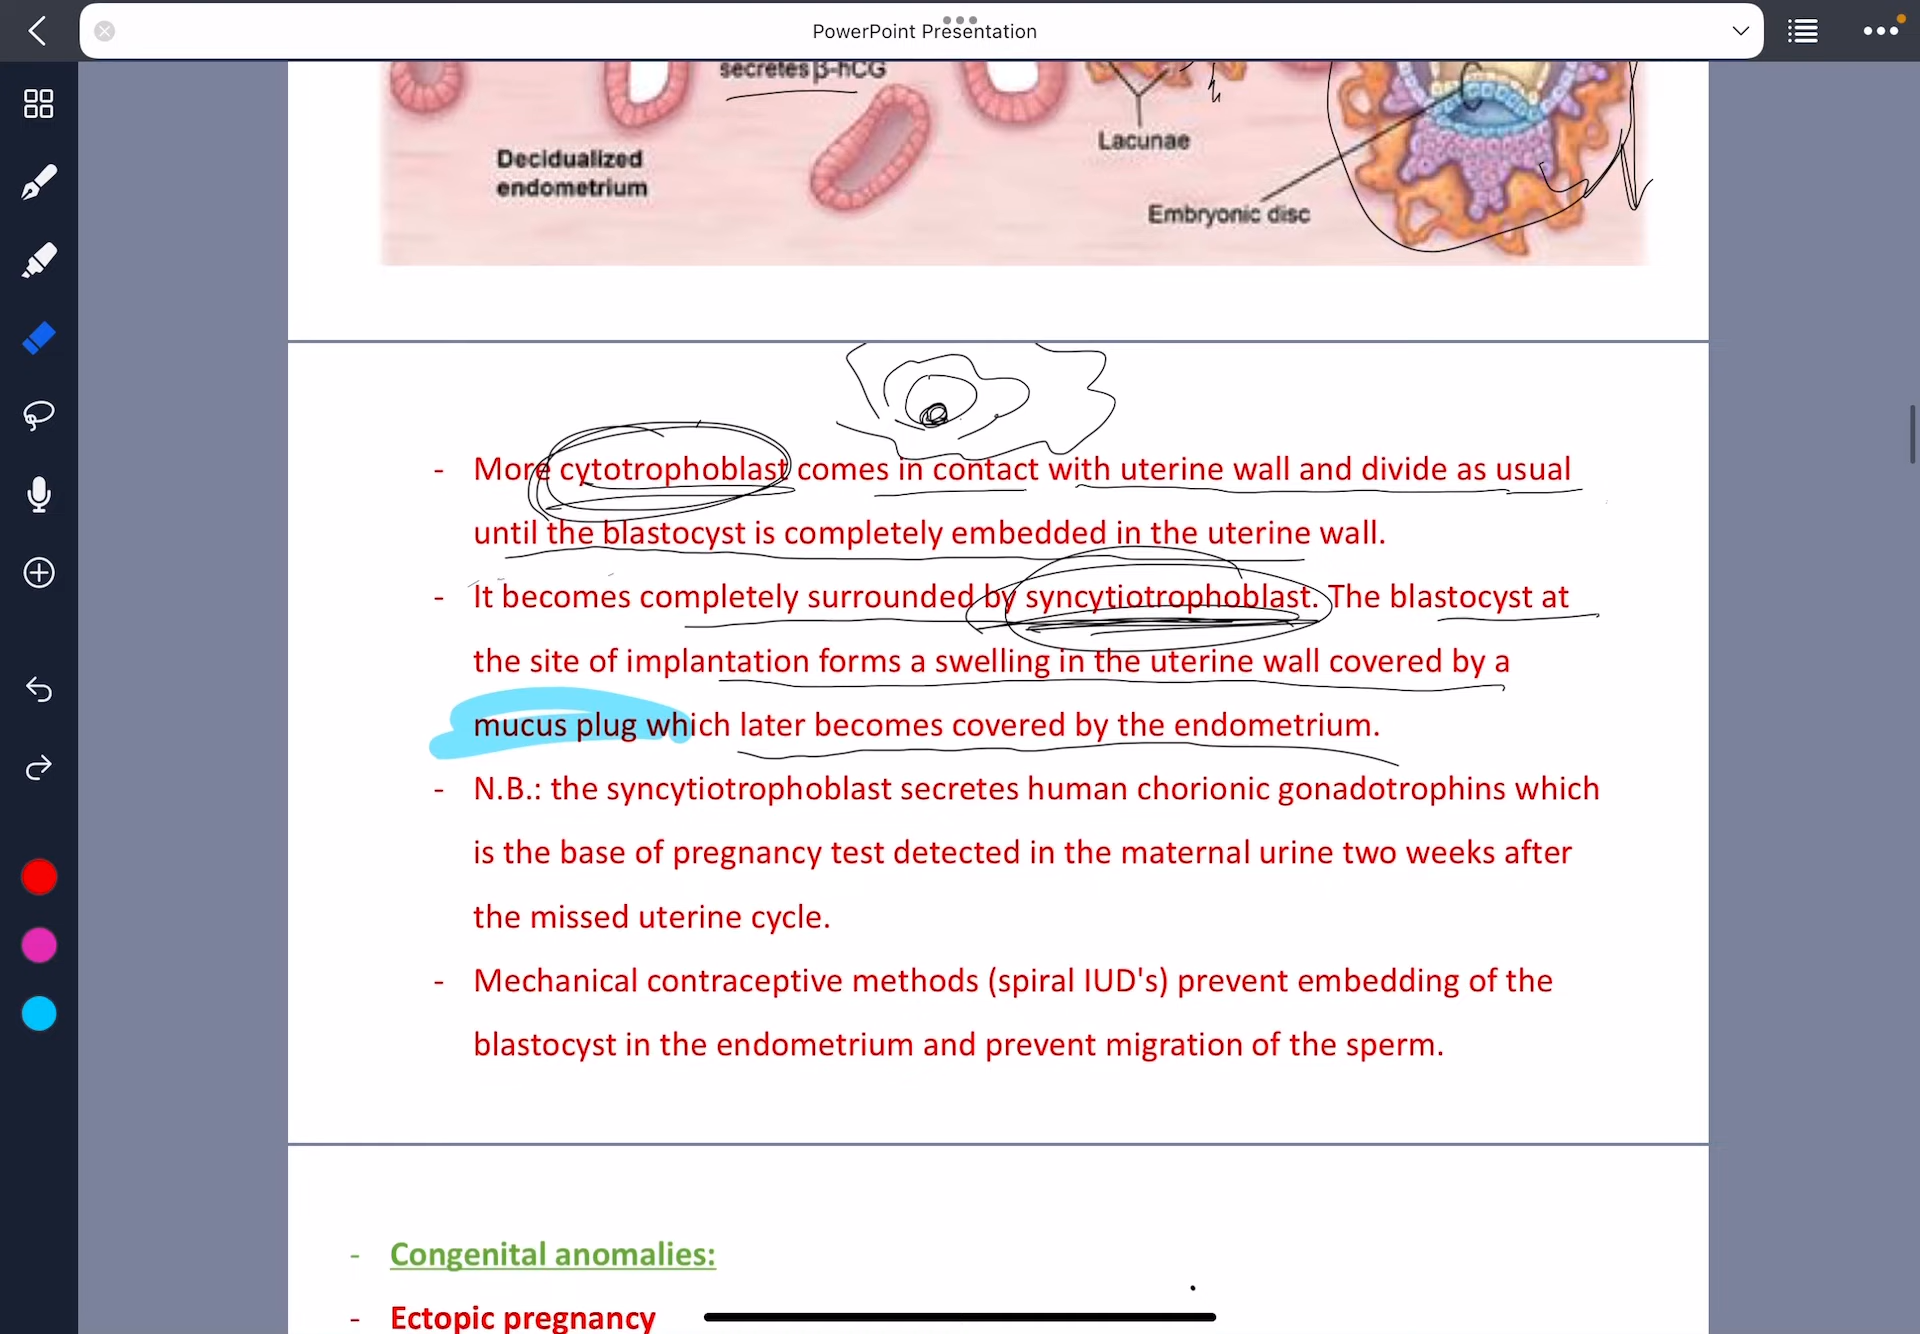 PowerPoint Presentation
secretes β-hCG
Lacunae
Decidualized
endometrium
Embryonic disc
- More cytotrophoblast comes in contact with uterine wall and divide as usual
until the blastocyst is completely embedded in the uterine wall.
- It becomes completely surrounded by syncytiotrophoblast. The blastocyst at
the site of implantation forms a swelling in the uterine wall covered by a
mucus plug which later becomes covered by the endometrium.
- N.B.: the syncytiotrophoblast secretes human chorionic gonadotrophins which
is the base of pregnancy test detected in the maternal urine two weeks after
the missed uterine cycle.
- Mechanical contraceptive methods (spiral IUD's) prevent embedding of the
blastocyst in the endometrium and prevent migration of the sperm.
- Congenital anomalies:
- Ectopic pregnancy